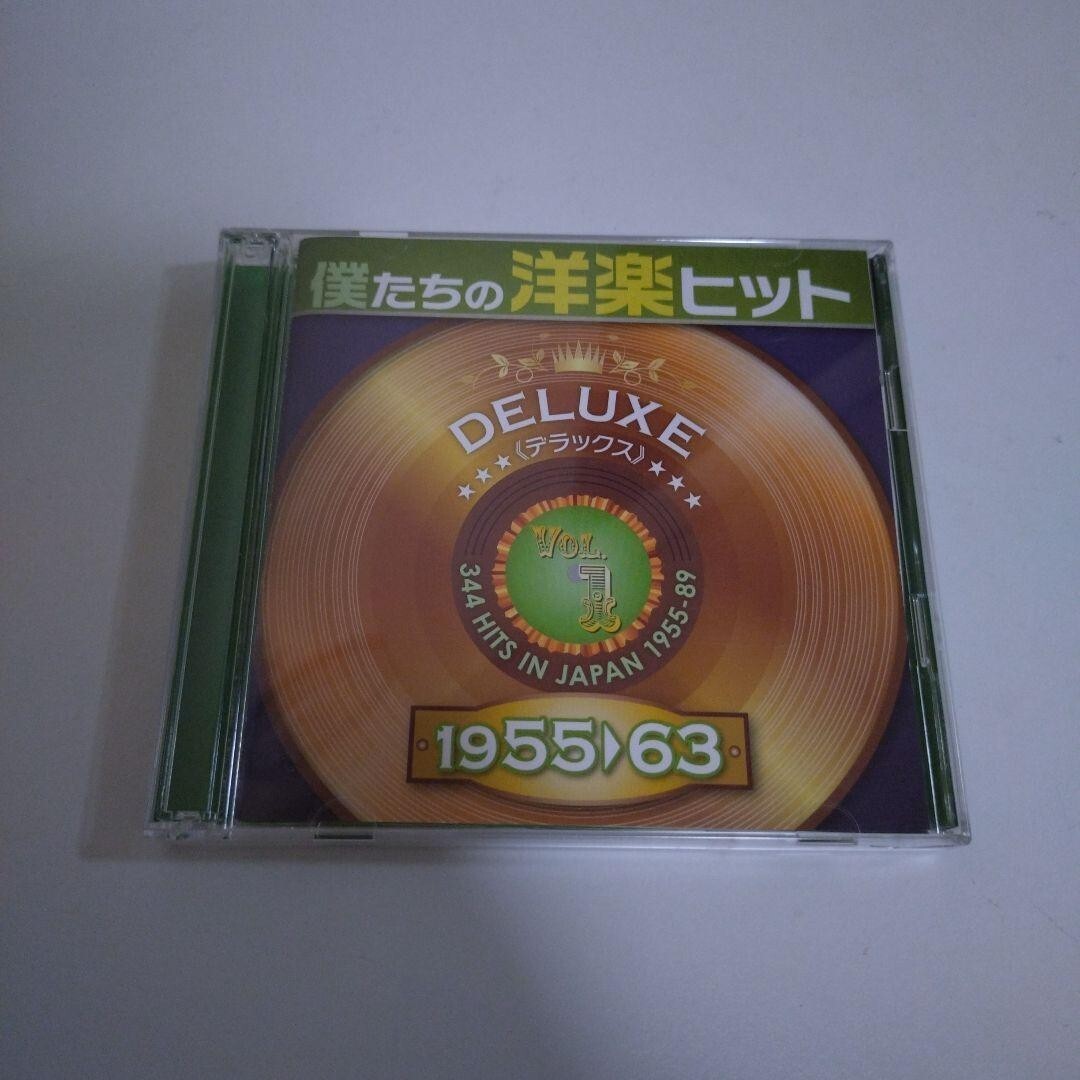 僕たちの洋楽ヒット
DELUXE
★★★《デラックス》★★★
VOL.
1
344 HITS IN JAPAN 1955-89
1955▶63